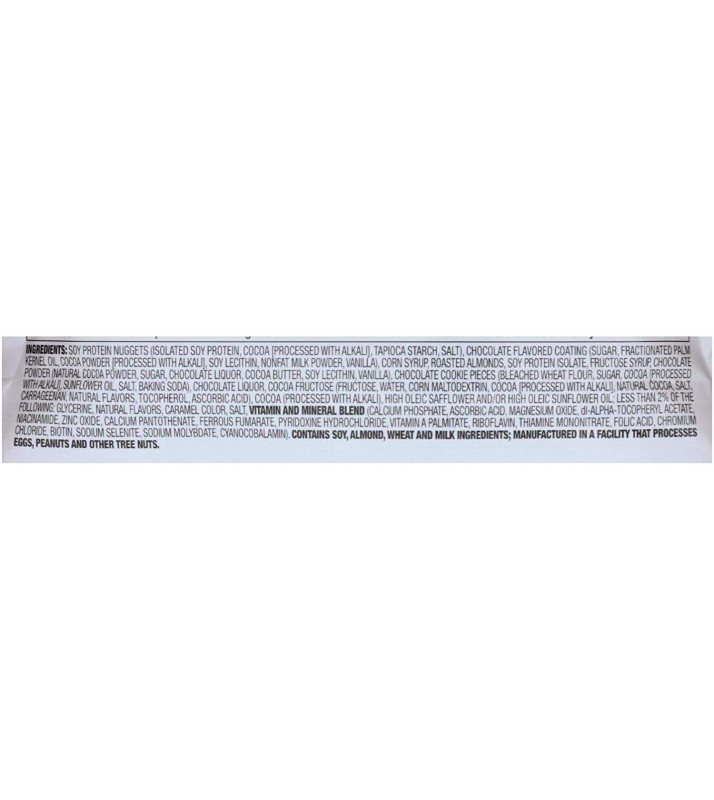 INGREDIENTS: SOY PROTEIN NUGGETS (ISOLATED SOY PROTEIN, COCOA [PROCESSED WITH ALKALI], TAPIOCA STARCH, SALT), CHOCOLATE FLAVORED COATING (SUGAR, FRACTIONATED PALM
KERNEL OIL, COCOA POWDER [PROCESSED WITH ALKALI], SOY LECITHIN, NONFAT MILK POWDER, VANILLA), CORN SYRUP, ROASTED ALMONDS, SOY PROTEIN ISOLATE, FRUCTOSE SYRUP, CHOCOLATE
POWDER (NATURAL COCOA POWDER, SUGAR, CHOCOLATE LIQUOR, COCOA BUTTER, SOY LECITHIN, VANILLA), CHOCOLATE COOKIE PIECES (BLEACHED WHEAT FLOUR, SUGAR, COCOA [PROCESSED
WITH ALKALI], SUNFLOWER OIL, SALT, BAKING SODA), CHOCOLATE LIQUOR, COCOA FRUCTOSE (FRUCTOSE, WATER, CORN MALTODEXTRIN, COCOA [PROCESSED WITH ALKALI], NATURAL COCOA, SALT,
CARRAGEENAN, NATURAL FLAVORS, TOCOPHEROL, ASCORBIC ACID), COCOA (PROCESSED WITH ALKALI), HIGH OLEIC SAFFLOWER AND/OR HIGH OLEIC SUNFLOWER OIL; LESS THAN 2% OF THE
FOLLOWING: GLYCERINE, NATURAL FLAVORS, CARAMEL COLOR, SALT. VITAMIN AND MINERAL BLEND (CALCIUM PHOSPHATE, ASCORBIC ACID, MAGNESIUM OXIDE, dl-ALPHA-TOCOPHERYL ACETATE,
NIACINAMIDE, ZINC OXIDE, CALCIUM PANTOTHENATE, FERROUS FUMARATE, PYRIDOXINE HYDROCHLORIDE, VITAMIN A PALMITATE, RIBOFLAVIN, THIAMINE MONONITRATE, FOLIC ACID, CHROMIUM
CHLORIDE, BIOTIN, SODIUM SELENITE, SODIUM MOLYBDATE, CYANOCOBALAMIN). CONTAINS SOY, ALMOND, WHEAT AND MILK INGREDIENTS; MANUFACTURED IN A FACILITY THAT PROCESSES
EGGS, PEANUTS AND OTHER TREE NUTS.